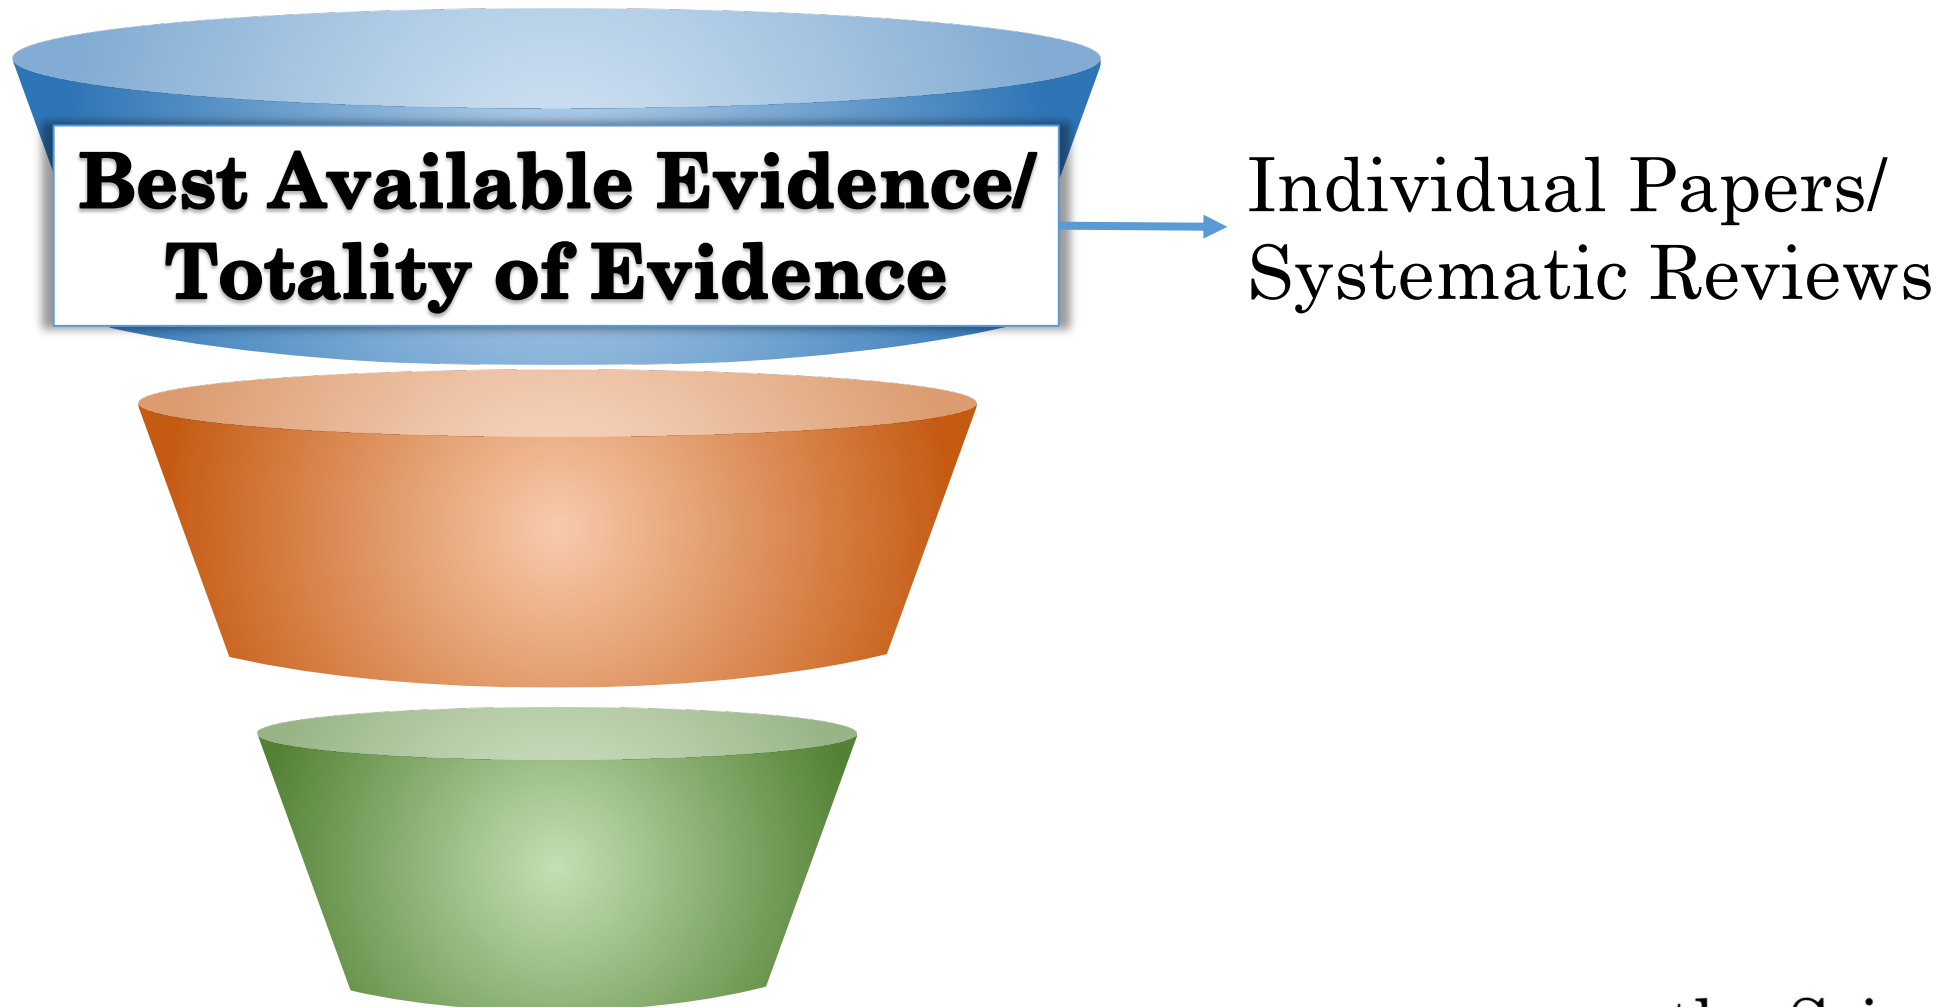 Best Available Evidence/
Totality of Evidence
Individual Papers/
Systematic Reviews